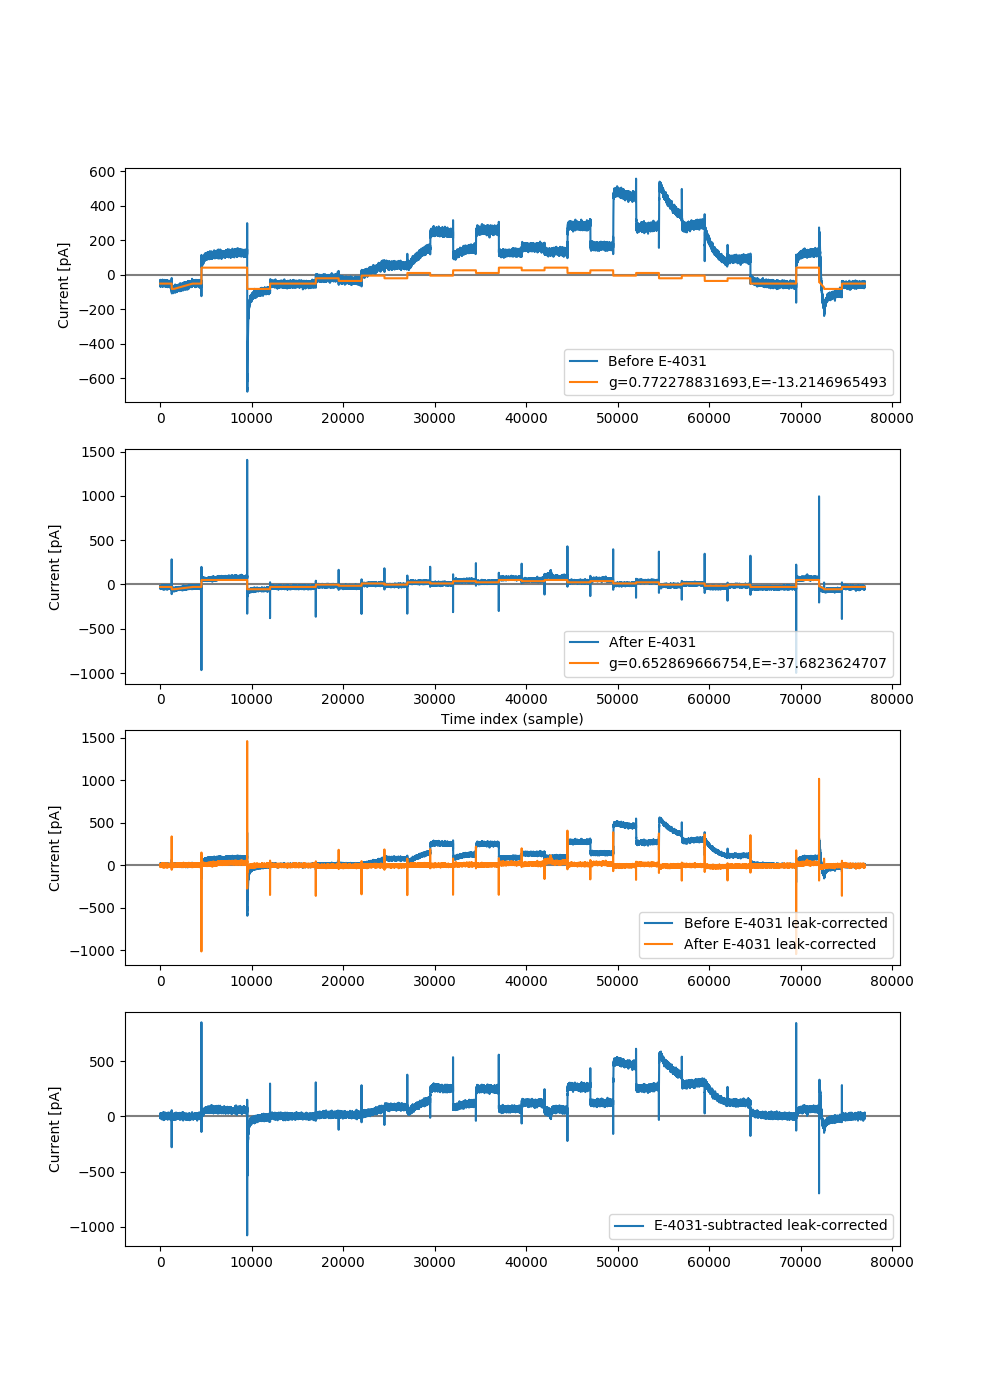 600
400
200
0
−200
−400
−600
Current [pA]
Before E-4031
g=0.772278831693,E=-13.2146965493
0 10000 20000 30000 40000 50000 60000 70000 80000
1500
1000
500
0
−500
−1000
Current [pA]
After E-4031
g=0.652869666754,E=-37.6823624707
0 10000 20000 30000 40000 50000 60000 70000 80000
Time index (sample)
1500
1000
500
0
−500
−1000
Current [pA]
Before E-4031 leak-corrected
After E-4031 leak-corrected
0 10000 20000 30000 40000 50000 60000 70000 80000
500
0
−500
−1000
Current [pA]
E-4031-subtracted leak-corrected
0 10000 20000 30000 40000 50000 60000 70000 80000